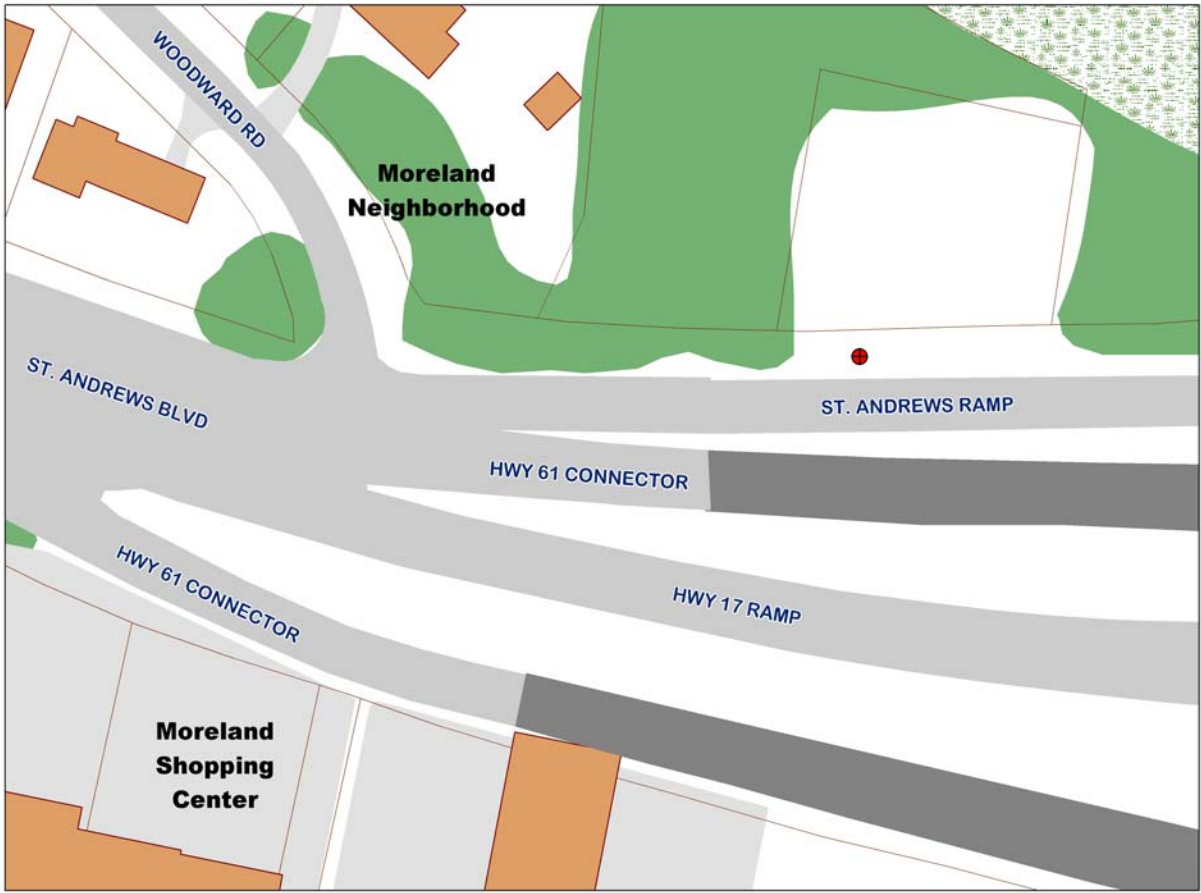 WOODWARD RD
Moreland
Neighborhood
ST. ANDREWS BLVD
ST. ANDREWS RAMP
HWY 61 CONNECTOR
HWY 61 CONNECTOR
HWY 17 RAMP
Moreland
Shopping
Center